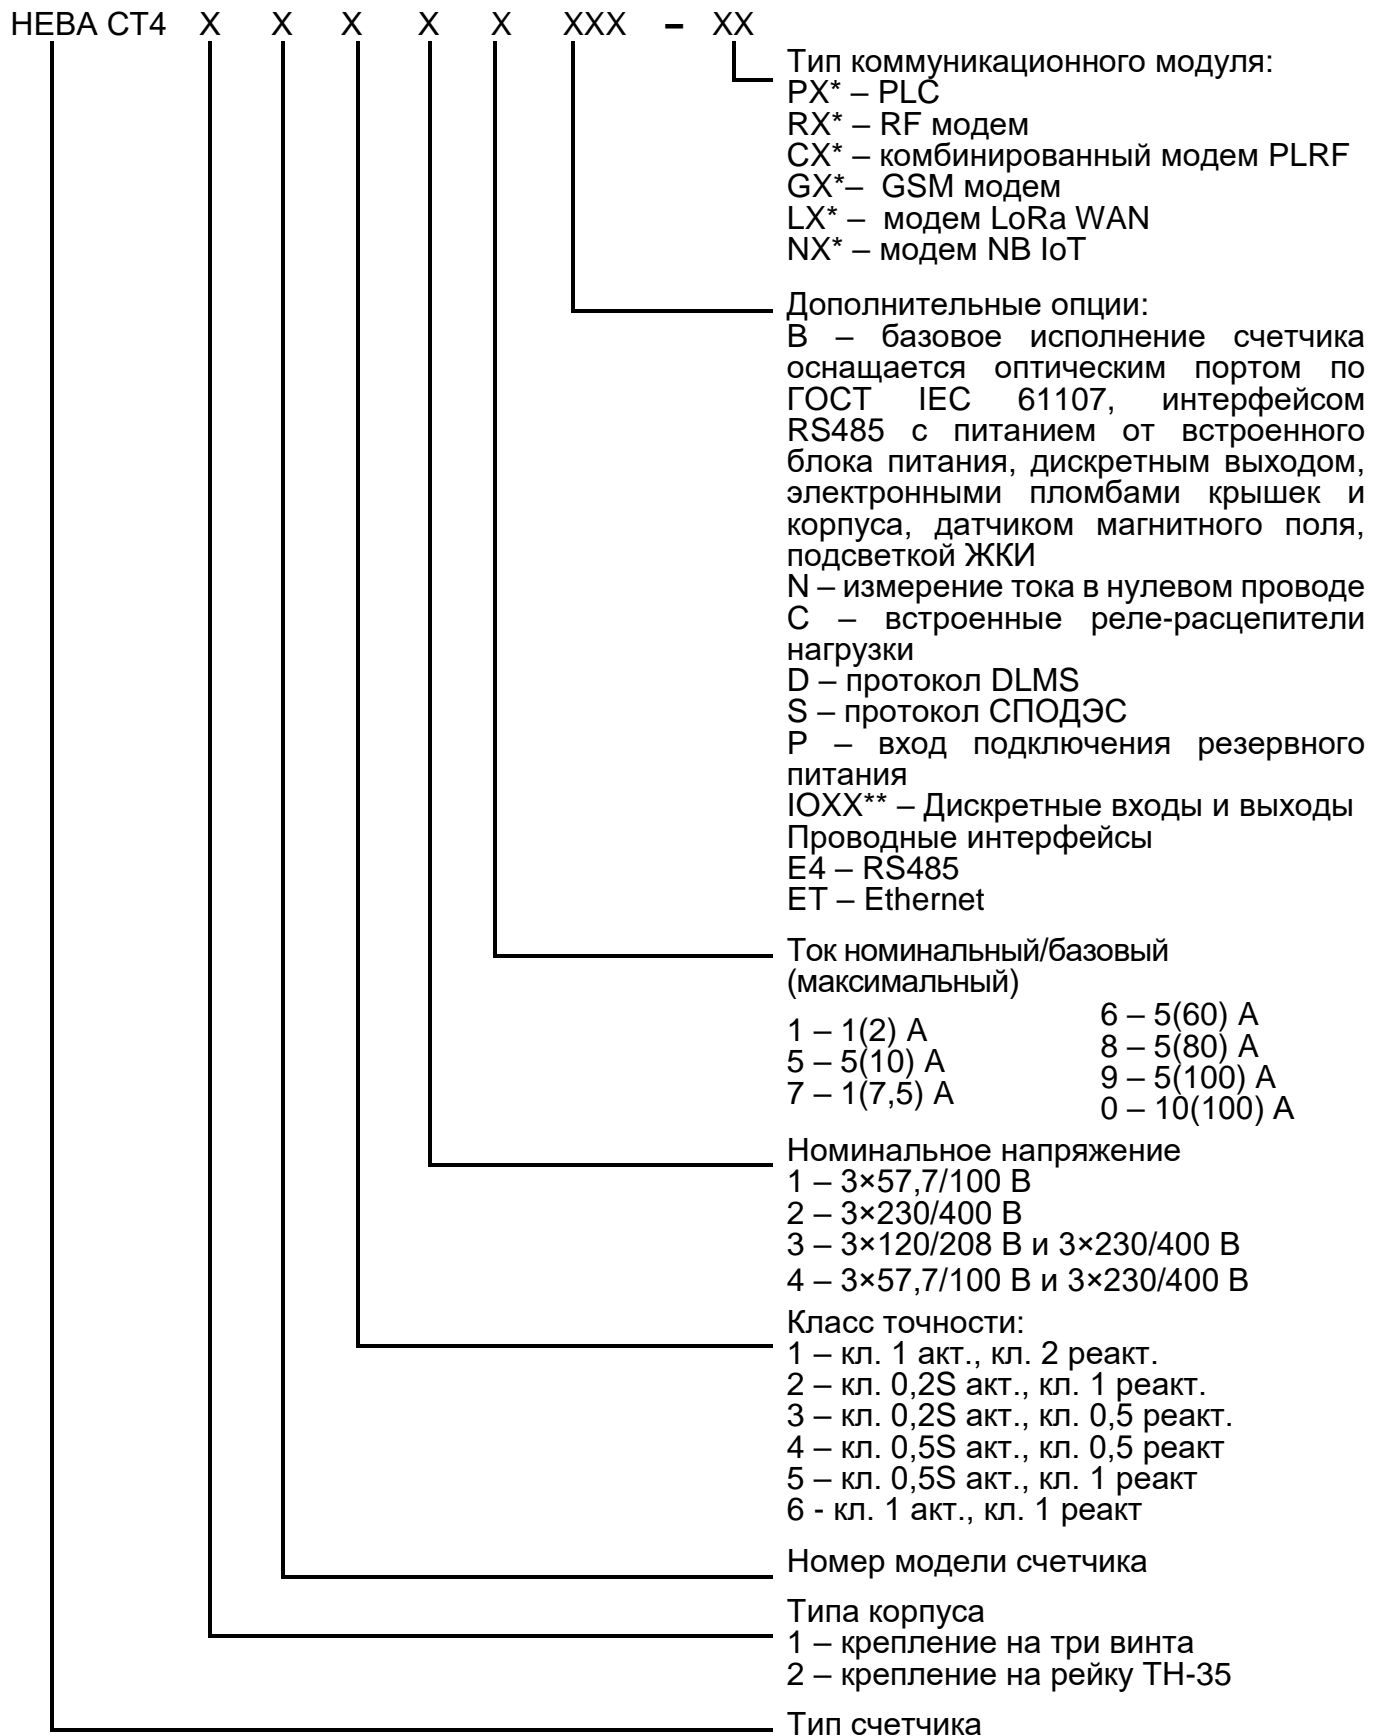 НЕВА СТ4 X X X X X XXX – XX
Тип коммуникационного модуля:
PX* – PLC
RX* – RF модем
CX* – комбинированный модем PLRF
GX*– GSM модем
LX* – модем LoRa WAN
NX* – модем NB IoT
Дополнительные опции:
B – базовое исполнение счетчика
оснащается оптическим портом по
ГОСТ IEC 61107, интерфейсом
RS485 с питанием от встроенного
блока питания, дискретным выходом,
электронными пломбами крышек и
корпуса, датчиком магнитного поля,
подсветкой ЖКИ
N – измерение тока в нулевом проводе
C – встроенные реле-расцепители
нагрузки
D – протокол DLMS
S – протокол СПОДЭС
P – вход подключения резервного
питания
IOXX** – Дискретные входы и выходы
Проводные интерфейсы
E4 – RS485
ET – Ethernet
Ток номинальный/базовый
(максимальный)
1 – 1(2) А
5 – 5(10) А
7 – 1(7,5) А
6 – 5(60) А
8 – 5(80) А
9 – 5(100) А
0 – 10(100) А
Номинальное напряжение
1 – 3×57,7/100 В
2 – 3×230/400 В
3 – 3×120/208 В и 3×230/400 В
4 – 3×57,7/100 В и 3×230/400 В
Класс точности:
1 – кл. 1 акт., кл. 2 реакт.
2 – кл. 0,2S акт., кл. 1 реакт.
3 – кл. 0,2S акт., кл. 0,5 реакт.
4 – кл. 0,5S акт., кл. 0,5 реакт
5 – кл. 0,5S акт., кл. 1 реакт
6 - кл. 1 акт., кл. 1 реакт
Номер модели счетчика
Типа корпуса
1 – крепление на три винта
2 – крепление на рейку ТН-35
Тип счетчика